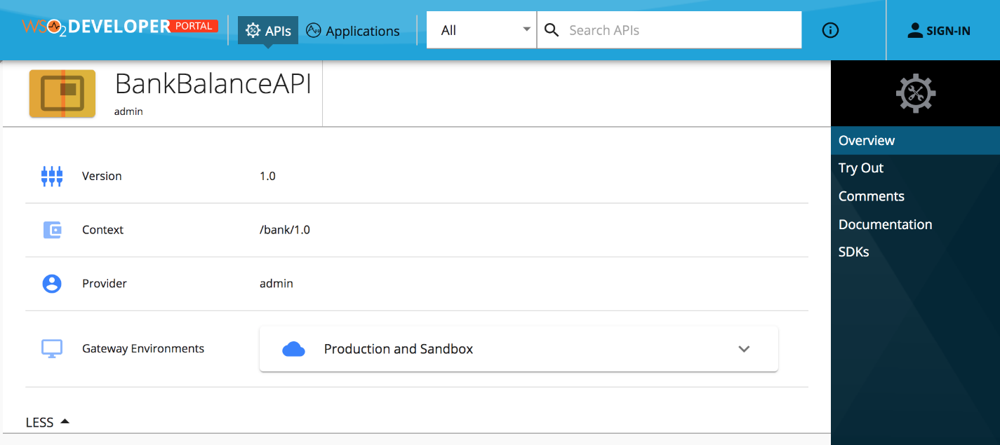 WSO2 DEVELOPER PORTAL
APIs
Applications
All
Search APIs
SIGN-IN
BankBalanceAPI
admin
Version 1.0
Context /bank/1.0
Provider admin
Gateway Environments Production and Sandbox
LESS
Overview
Try Out
Comments
Documentation
SDKs